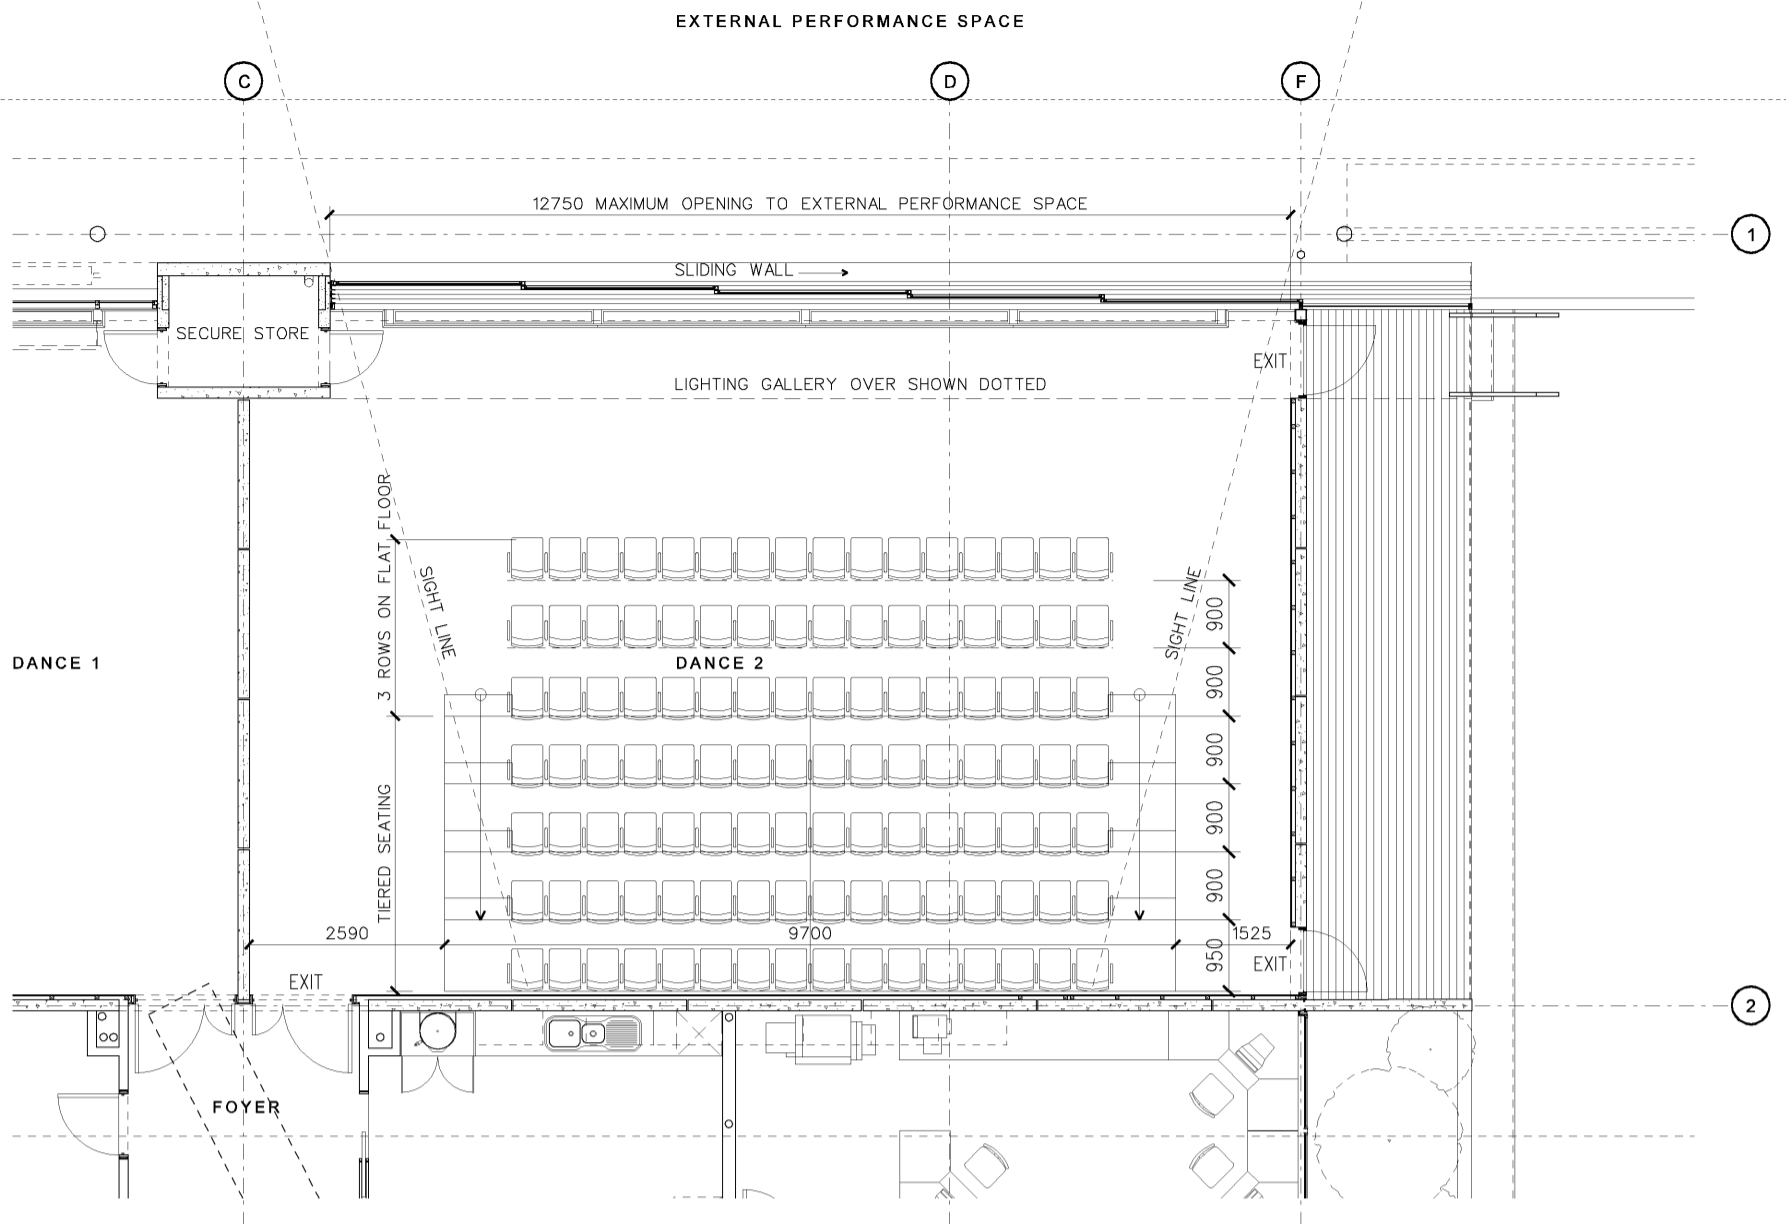 EXTERNAL PERFORMANCE SPACE
C
D
F
12750 MAXIMUM OPENING TO EXTERNAL PERFORMANCE SPACE
1
SLIDING WALL
SECURE STORE
EXIT
LIGHTING GALLERY OVER SHOWN DOTTED
3 ROWS ON FLAT FLOOR
SIGHT LINE
SIGHT LINE
900
DANCE 1
DANCE 2
900
900
900
TIERED SEATING
900
2590
9700
1525
950
EXIT
EXIT
2
FOYER